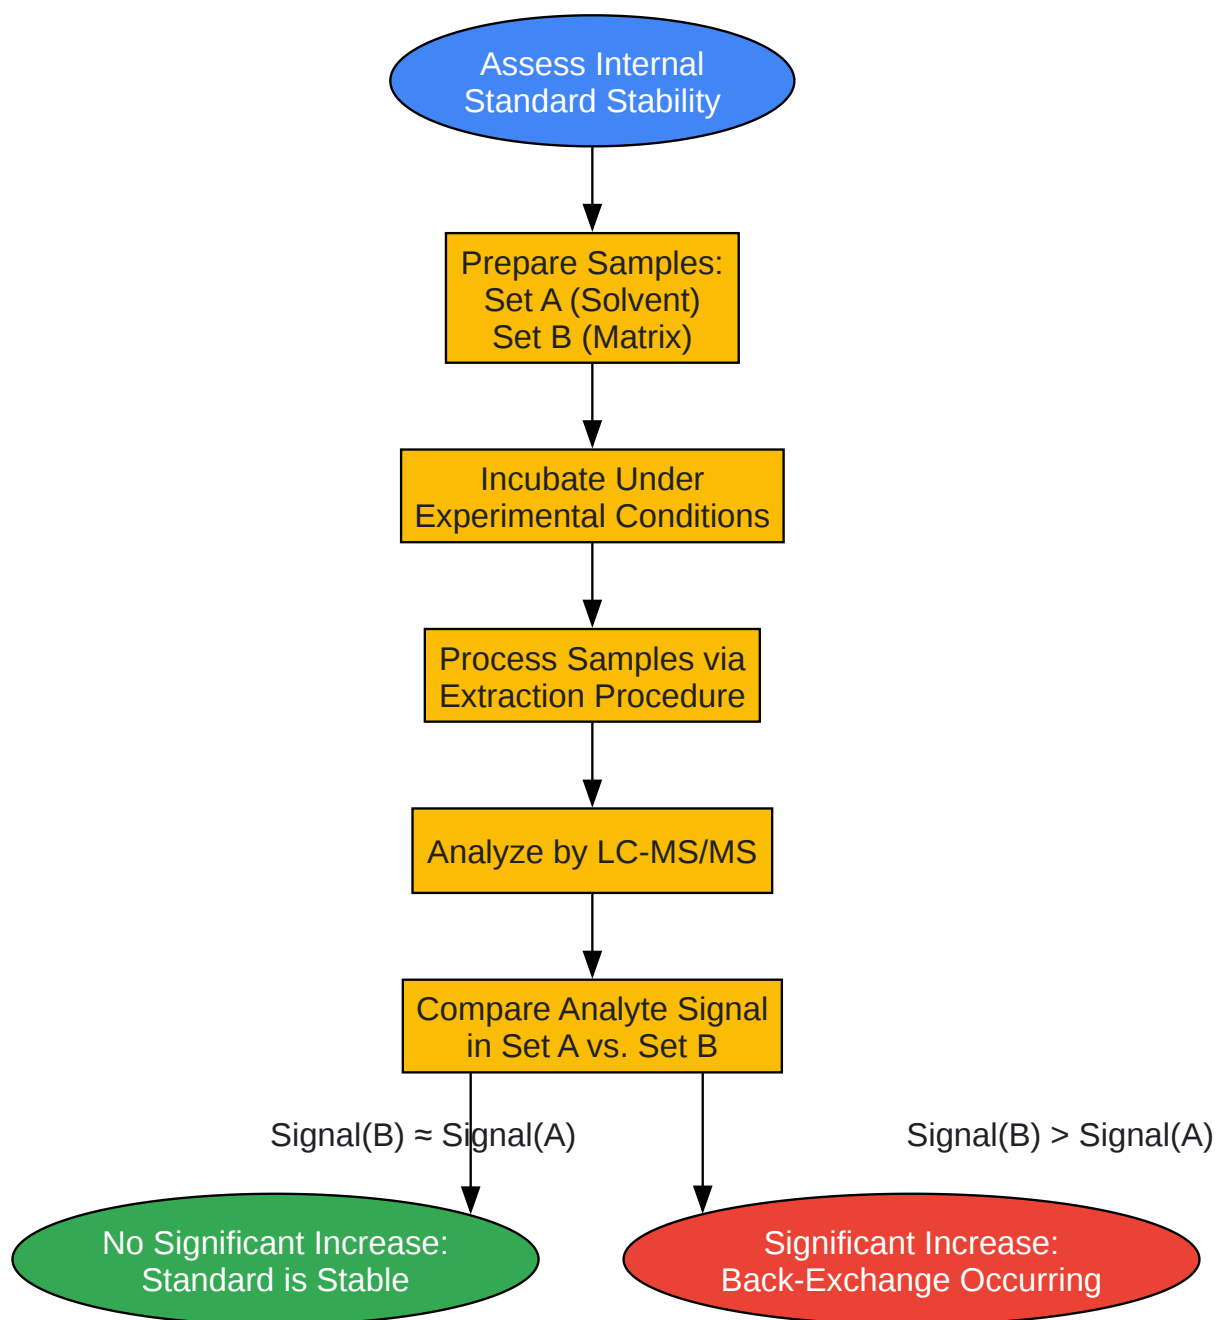 Assess Internal
Standard Stability
Prepare Samples:
Set A (Solvent)
Set B (Matrix)
Incubate Under
Experimental Conditions
Process Samples via
Extraction Procedure
Analyze by LC-MS/MS
Compare Analyte Signal
in Set A vs. Set B
Signal(B) ≈ Signal(A)
Signal(B) > Signal(A)
No Significant Increase:
Standard is Stable
Significant Increase:
Back-Exchange Occurring